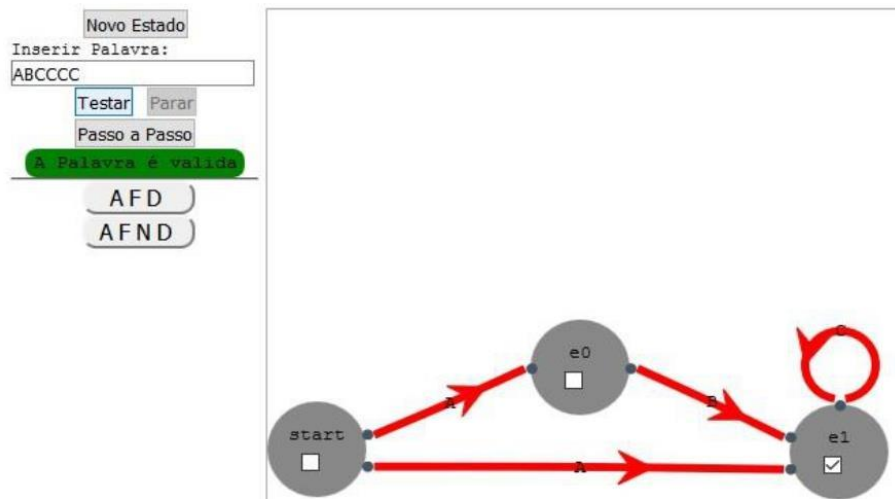 Novo Estado
Inserir Palavra:
ABCCCC
Testar Parar
Passo a Passo
A Palavra é valida
AFD
AFND
e0
C
A
B
start
e1
A